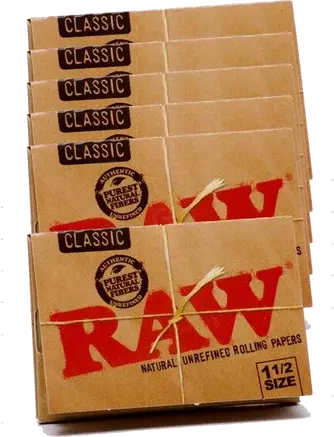 CLASSIC
CLASSIC
CLASSIC
CLASSIC
CLASSIC
AUTHENTIC
PUREST
NATURAL
FIBERS
UNREFINED
RAW
S
CLASSIC
AUTHENTIC
PUREST
NATURAL
FIBERS
UNREFINED
RAW®
NATURAL UNREFINED ROLLING PAPERS
1 1/2
SIZE